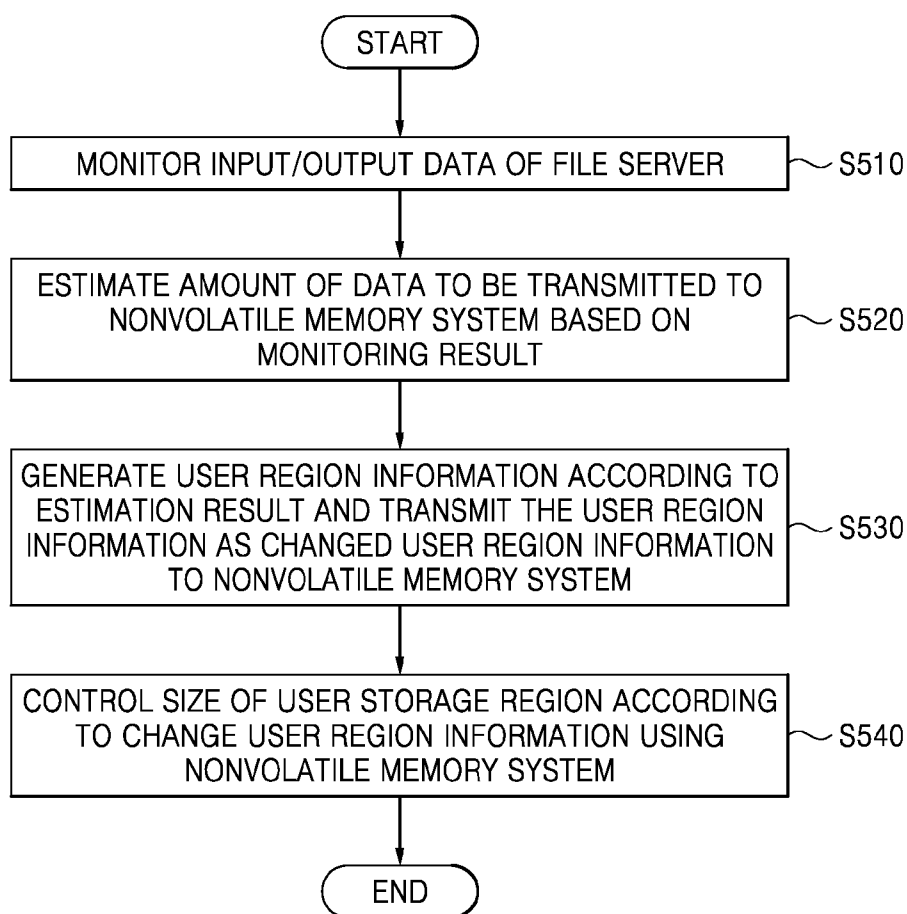 START
MONITOR INPUT/OUTPUT DATA OF FILE SERVER
S510
ESTIMATE AMOUNT OF DATA TO BE TRANSMITTED TO
NONVOLATILE MEMORY SYSTEM BASED ON
MONITORING RESULT
S520
GENERATE USER REGION INFORMATION ACCORDING TO
ESTIMATION RESULT AND TRANSMIT THE USER REGION
INFORMATION AS CHANGED USER REGION INFORMATION
TO NONVOLATILE MEMORY SYSTEM
S530
CONTROL SIZE OF USER STORAGE REGION ACCORDING
TO CHANGE USER REGION INFORMATION USING
NONVOLATILE MEMORY SYSTEM
S540
END